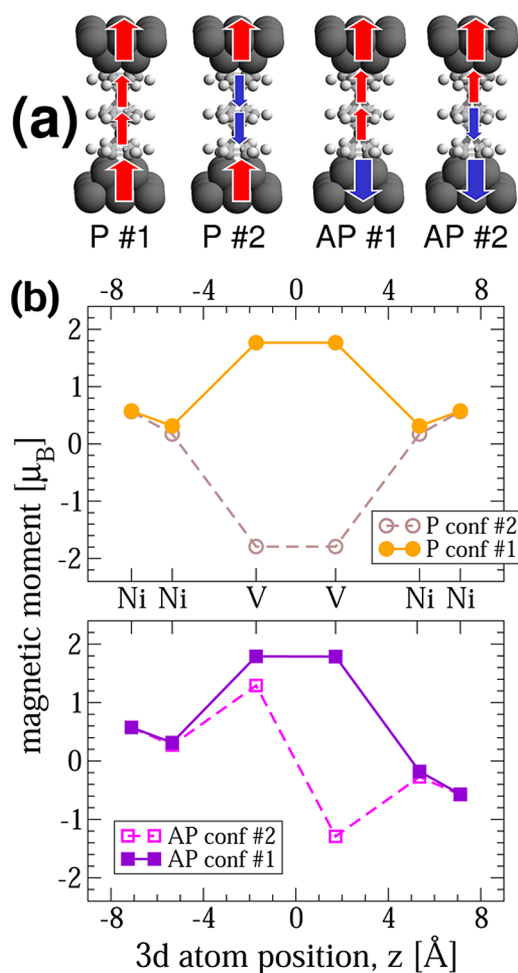 (a)
P #1 P #2 AP #1 AP #2
(b)
-8 -4 0 4 8
2
1
0
-1
-2
P conf #2
P conf #1
Ni Ni V V Ni Ni
magnetic moment [μB]
2
1
0
-1
-2
AP conf #2
AP conf #1
-8 -4 0 4 8
3d atom position, z [Å]